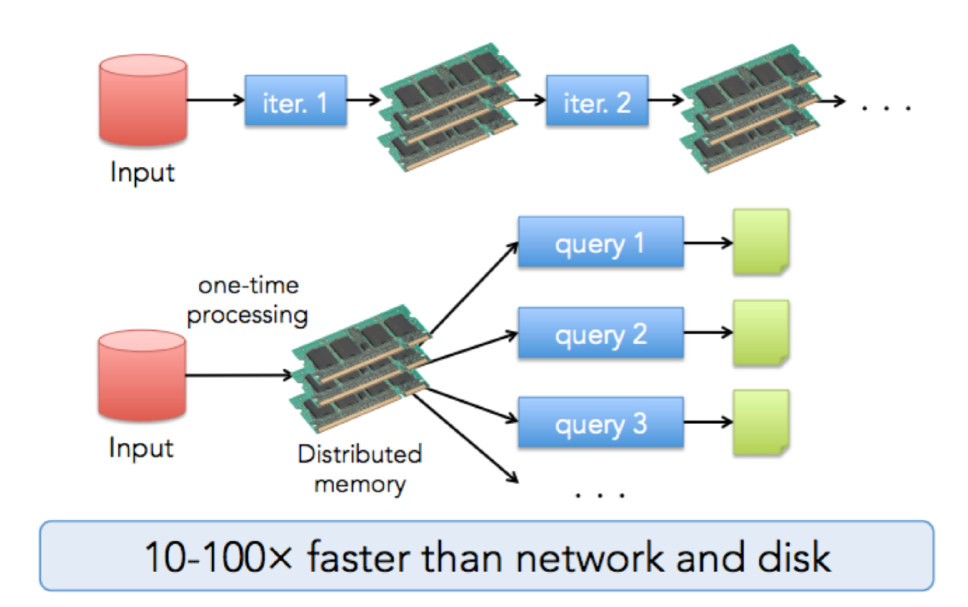 Input
iter. 1
iter. 2
. . .
one-time
processing
Input
Distributed
memory
query 1
query 2
query 3
. . .
10-100× faster than network and disk